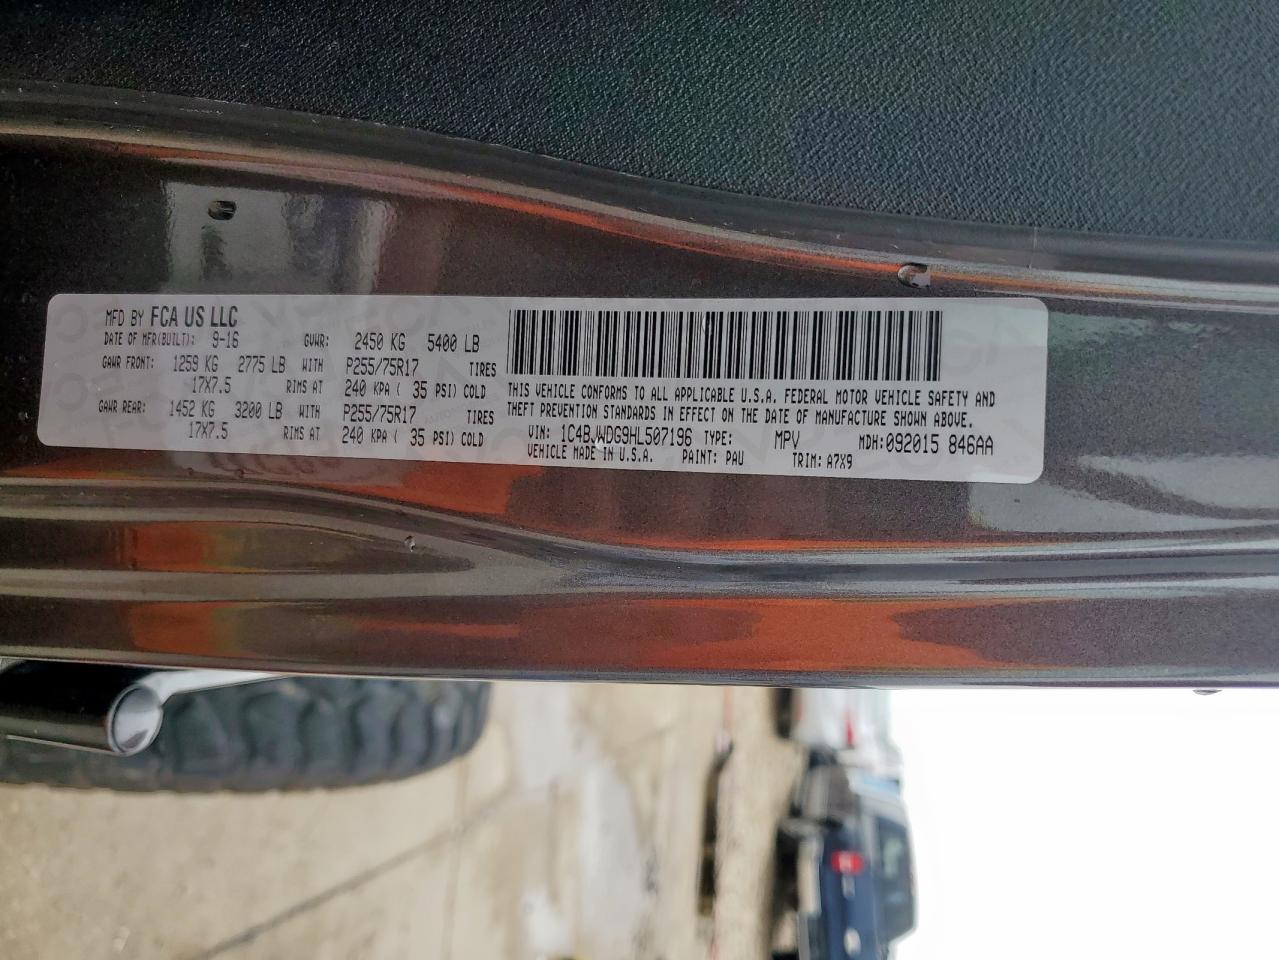 MFD BY FCA US LLC
DATE OF MFR(BUILT): 9-16 GVWR: 2450 KG 5400 LB
GAWR FRONT: 1259 KG 2775 LB WITH P255/75R17 TIRES
17X7.5 RIMS AT 240 KPA ( 35 PSI) COLD
GAWR REAR: 1452 KG 3200 LB WITH P255/75R17 TIRES
17X7.5 RIMS AT 240 KPA ( 35 PSI) COLD
THIS VEHICLE CONFORMS TO ALL APPLICABLE U.S.A. FEDERAL MOTOR VEHICLE SAFETY AND
THEFT PREVENTION STANDARDS IN EFFECT ON THE DATE OF MANUFACTURE SHOWN ABOVE.
VIN: 1C4BJWDG9HL507196 TYPE: MPV MDH:092015 846AA
VEHICLE MADE IN U.S.A. PAINT: PAU TRIM: A7X9